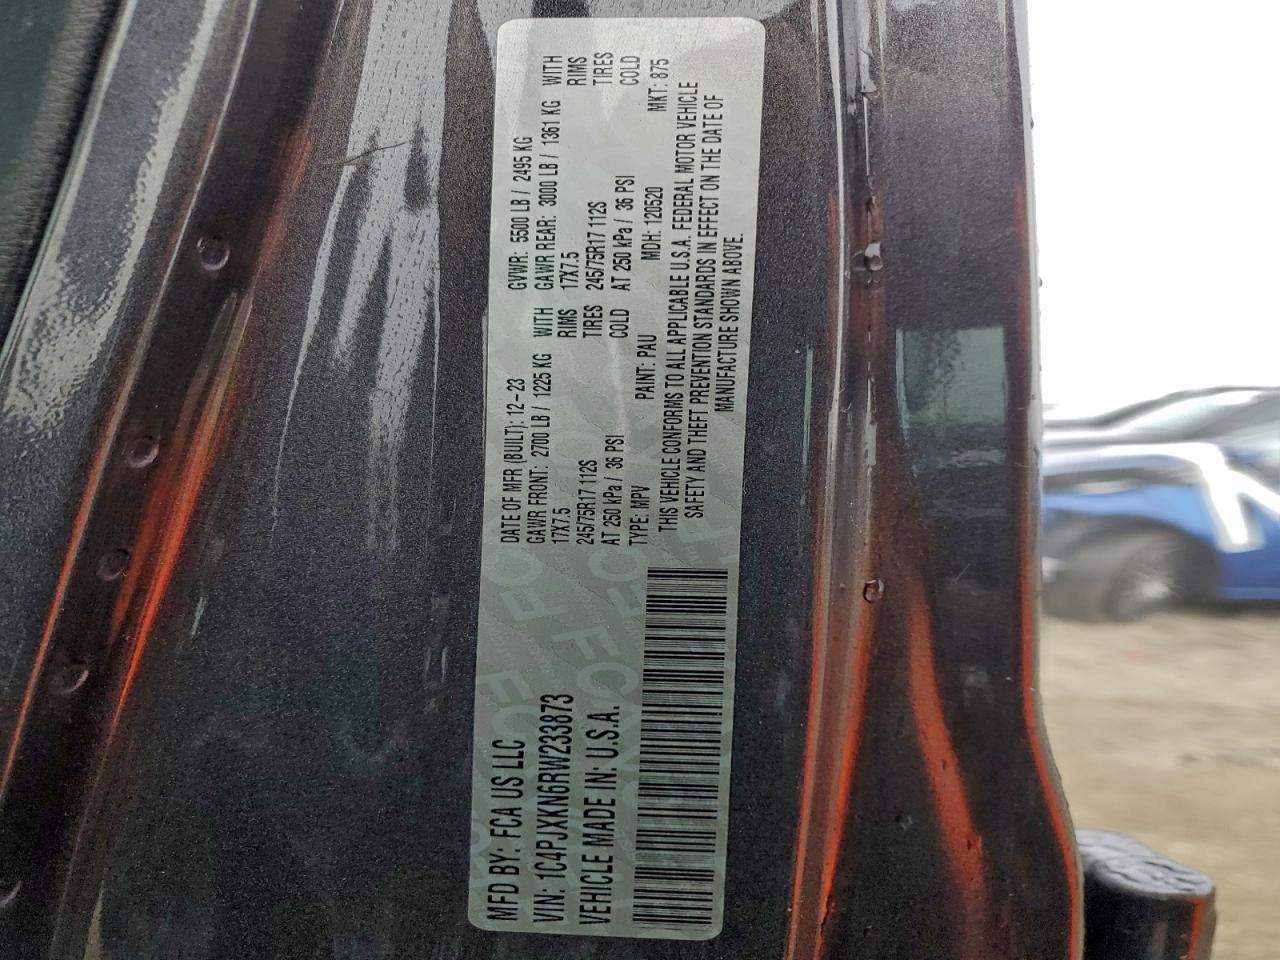 MFD BY: FCA US LLC
DATE OF MFR (BUILT): 12-23
GVWR: 5500 LB / 2495 KG
GAWR FRONT: 2700 LB / 1225 KG WITH
GAWR REAR: 3000 LB / 1361 KG WITH
17X7.5 RIMS
17X7.5 RIMS
245/75R17 112S TIRES
245/75R17 112S TIRES
AT 250 kPa / 36 PSI COLD
AT 250 kPa / 36 PSI COLD
VIN: 1C4PJXKN6RW233873
TYPE: MPV PAINT: PAU MDH: 120520 MKT: 875
VEHICLE MADE IN: U.S.A.
THIS VEHICLE CONFORMS TO ALL APPLICABLE U.S.A. FEDERAL MOTOR VEHICLE
SAFETY AND THEFT PREVENTION STANDARDS IN EFFECT ON THE DATE OF
MANUFACTURE SHOWN ABOVE.